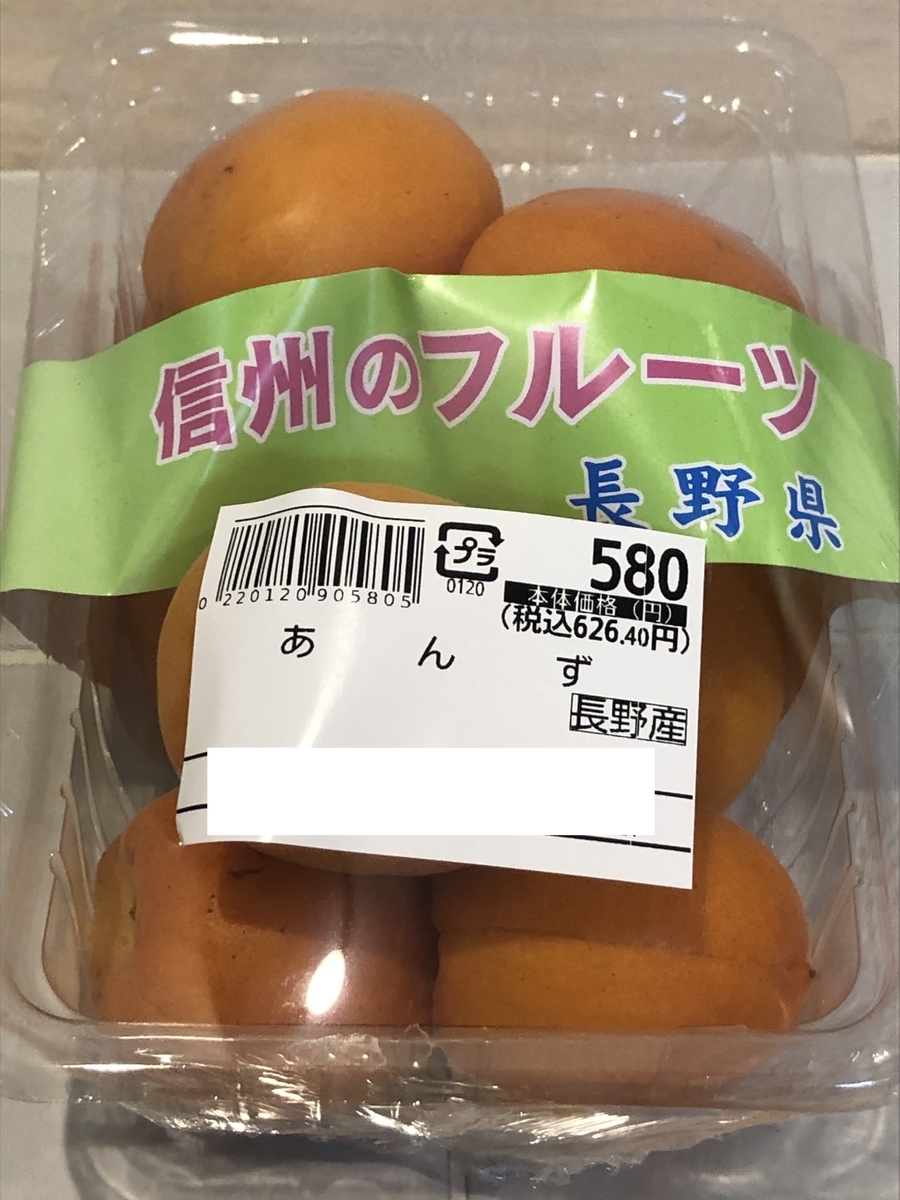 信州のフルーツ
長野県
0 220120 905805
プラ
0120
580
本体価格（円）
（税込626.40円）
あんず
長野産